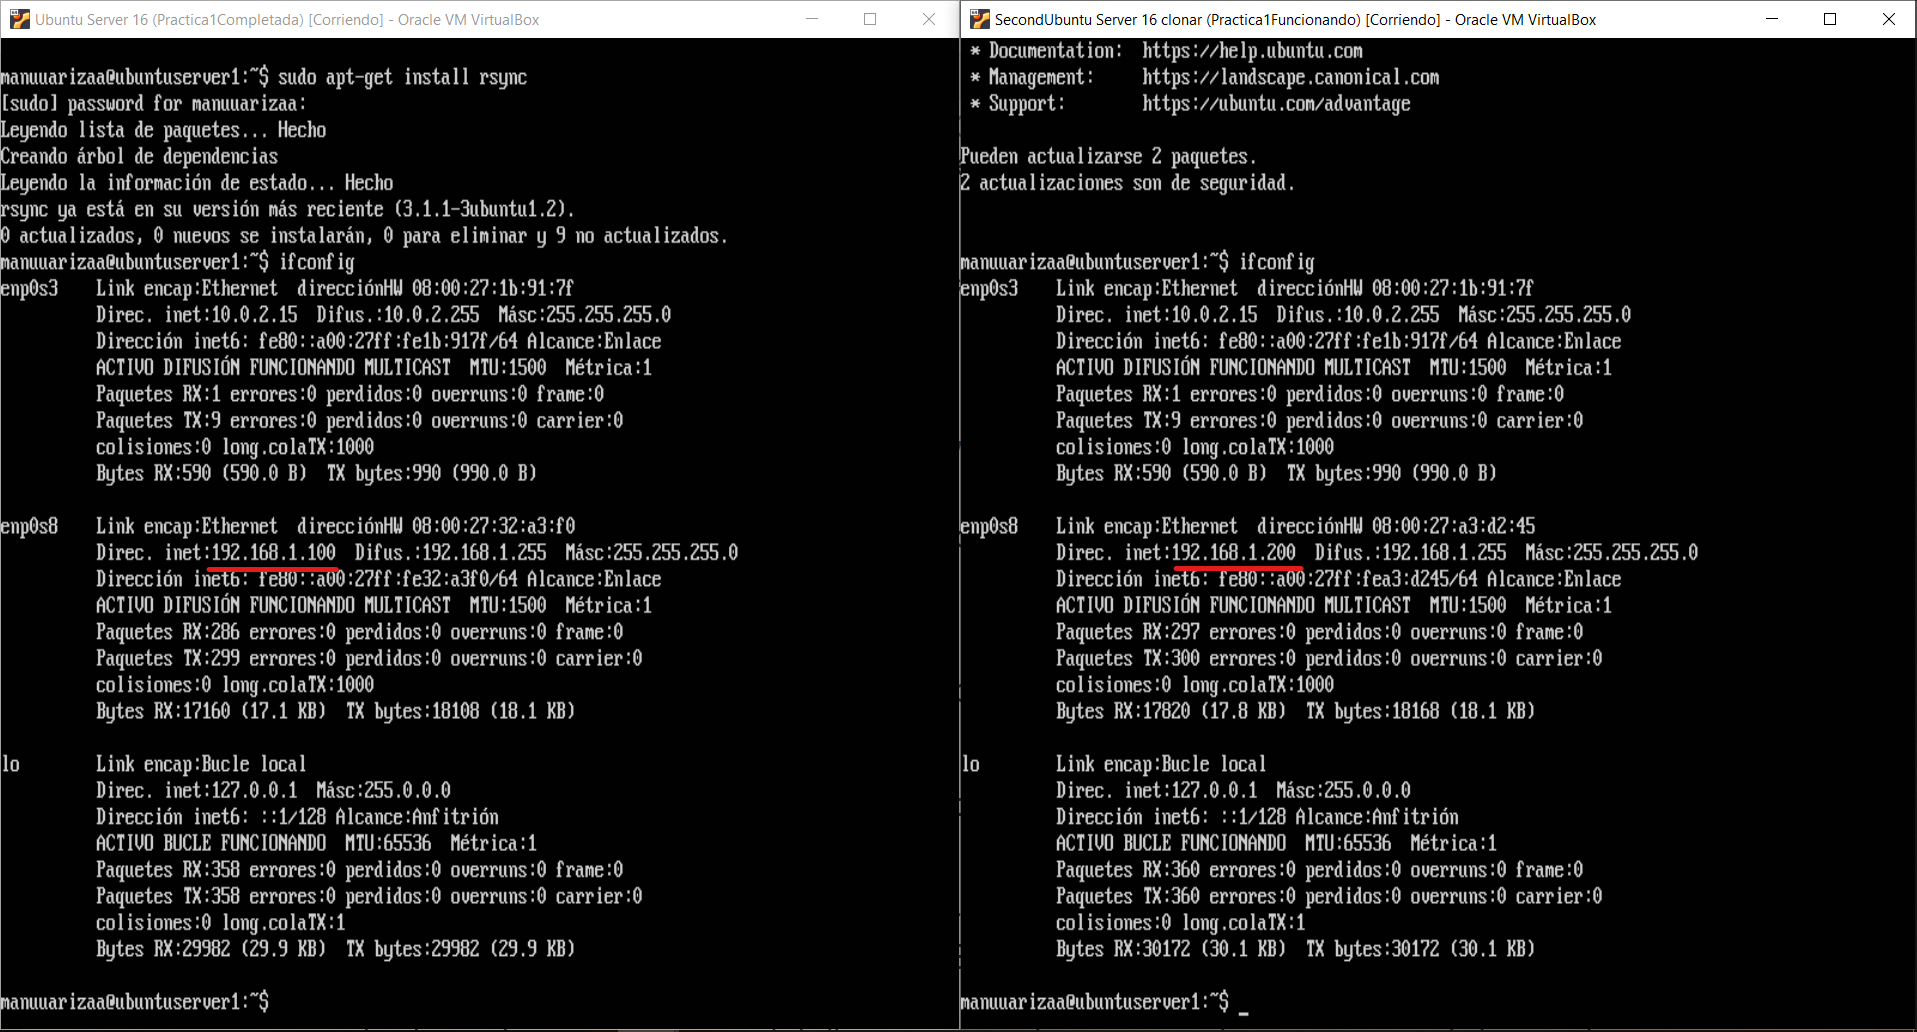 Ubuntu Server 16 (Practica1Completada) [Corriendo] - Oracle VM VirtualBox
manuuarizaa@ubuntuserver1:~$ sudo apt-get install rsync
[sudo] password for manuuarizaa:
Leyendo lista de paquetes... Hecho
Creando árbol de dependencias
Leyendo la información de estado... Hecho
rsync ya está en su versión más reciente (3.1.1-3ubuntu1.2).
0 actualizados, 0 nuevos se instalarán, 0 para eliminar y 9 no actualizados.
manuuarizaa@ubuntuserver1:~$ ifconfig
enp0s3    Link encap:Ethernet  direcciónHW 08:00:27:1b:91:7f
          Direc. inet:10.0.2.15  Difus.:10.0.2.255  Másc:255.255.255.0
          Dirección inet6: fe80::a00:27ff:fe1b:917f/64 Alcance:Enlace
          ACTIVO DIFUSIÓN FUNCIONANDO MULTICAST  MTU:1500  Métrica:1
          Paquetes RX:1 errores:0 perdidos:0 overruns:0 frame:0
          Paquetes TX:9 errores:0 perdidos:0 overruns:0 carrier:0
          colisiones:0 long.colaTX:1000
          Bytes RX:590 (590.0 B)  TX bytes:990 (990.0 B)
enp0s8    Link encap:Ethernet  direcciónHW 08:00:27:32:a3:f0
          Direc. inet:192.168.1.100  Difus.:192.168.1.255  Másc:255.255.255.0
          Dirección inet6: fe80::a00:27ff:fe32:a3f0/64 Alcance:Enlace
          ACTIVO DIFUSIÓN FUNCIONANDO MULTICAST  MTU:1500  Métrica:1
          Paquetes RX:286 errores:0 perdidos:0 overruns:0 frame:0
          Paquetes TX:299 errores:0 perdidos:0 overruns:0 carrier:0
          colisiones:0 long.colaTX:1000
          Bytes RX:17160 (17.1 KB)  TX bytes:18108 (18.1 KB)
lo        Link encap:Bucle local
          Direc. inet:127.0.0.1  Másc:255.0.0.0
          Dirección inet6: ::1/128 Alcance:Anfitrión
          ACTIVO BUCLE FUNCIONANDO  MTU:65536  Métrica:1
          Paquetes RX:358 errores:0 perdidos:0 overruns:0 frame:0
          Paquetes TX:358 errores:0 perdidos:0 overruns:0 carrier:0
          colisiones:0 long.colaTX:1
          Bytes RX:29982 (29.9 KB)  TX bytes:29982 (29.9 KB)
manuuarizaa@ubuntuserver1:~$
SecondUbuntu Server 16 clonar (Practica1Funcionando) [Corriendo] - Oracle VM VirtualBox
 * Documentation:  https://help.ubuntu.com
 * Management:     https://landscape.canonical.com
 * Support:        https://ubuntu.com/advantage
Pueden actualizarse 2 paquetes.
2 actualizaciones son de seguridad.
manuuarizaa@ubuntuserver1:~$ ifconfig
enp0s3    Link encap:Ethernet  direcciónHW 08:00:27:1b:91:7f
          Direc. inet:10.0.2.15  Difus.:10.0.2.255  Másc:255.255.255.0
          Dirección inet6: fe80::a00:27ff:fe1b:917f/64 Alcance:Enlace
          ACTIVO DIFUSIÓN FUNCIONANDO MULTICAST  MTU:1500  Métrica:1
          Paquetes RX:1 errores:0 perdidos:0 overruns:0 frame:0
          Paquetes TX:9 errores:0 perdidos:0 overruns:0 carrier:0
          colisiones:0 long.colaTX:1000
          Bytes RX:590 (590.0 B)  TX bytes:990 (990.0 B)
enp0s8    Link encap:Ethernet  direcciónHW 08:00:27:a3:d2:45
          Direc. inet:192.168.1.200  Difus.:192.168.1.255  Másc:255.255.255.0
          Dirección inet6: fe80::a00:27ff:fea3:d245/64 Alcance:Enlace
          ACTIVO DIFUSIÓN FUNCIONANDO MULTICAST  MTU:1500  Métrica:1
          Paquetes RX:297 errores:0 perdidos:0 overruns:0 frame:0
          Paquetes TX:300 errores:0 perdidos:0 overruns:0 carrier:0
          colisiones:0 long.colaTX:1000
          Bytes RX:17820 (17.8 KB)  TX bytes:18168 (18.1 KB)
lo        Link encap:Bucle local
          Direc. inet:127.0.0.1  Másc:255.0.0.0
          Dirección inet6: ::1/128 Alcance:Anfitrión
          ACTIVO BUCLE FUNCIONANDO  MTU:65536  Métrica:1
          Paquetes RX:360 errores:0 perdidos:0 overruns:0 frame:0
          Paquetes TX:360 errores:0 perdidos:0 overruns:0 carrier:0
          colisiones:0 long.colaTX:1
          Bytes RX:30172 (30.1 KB)  TX bytes:30172 (30.1 KB)
manuuarizaa@ubuntuserver1:~$ _